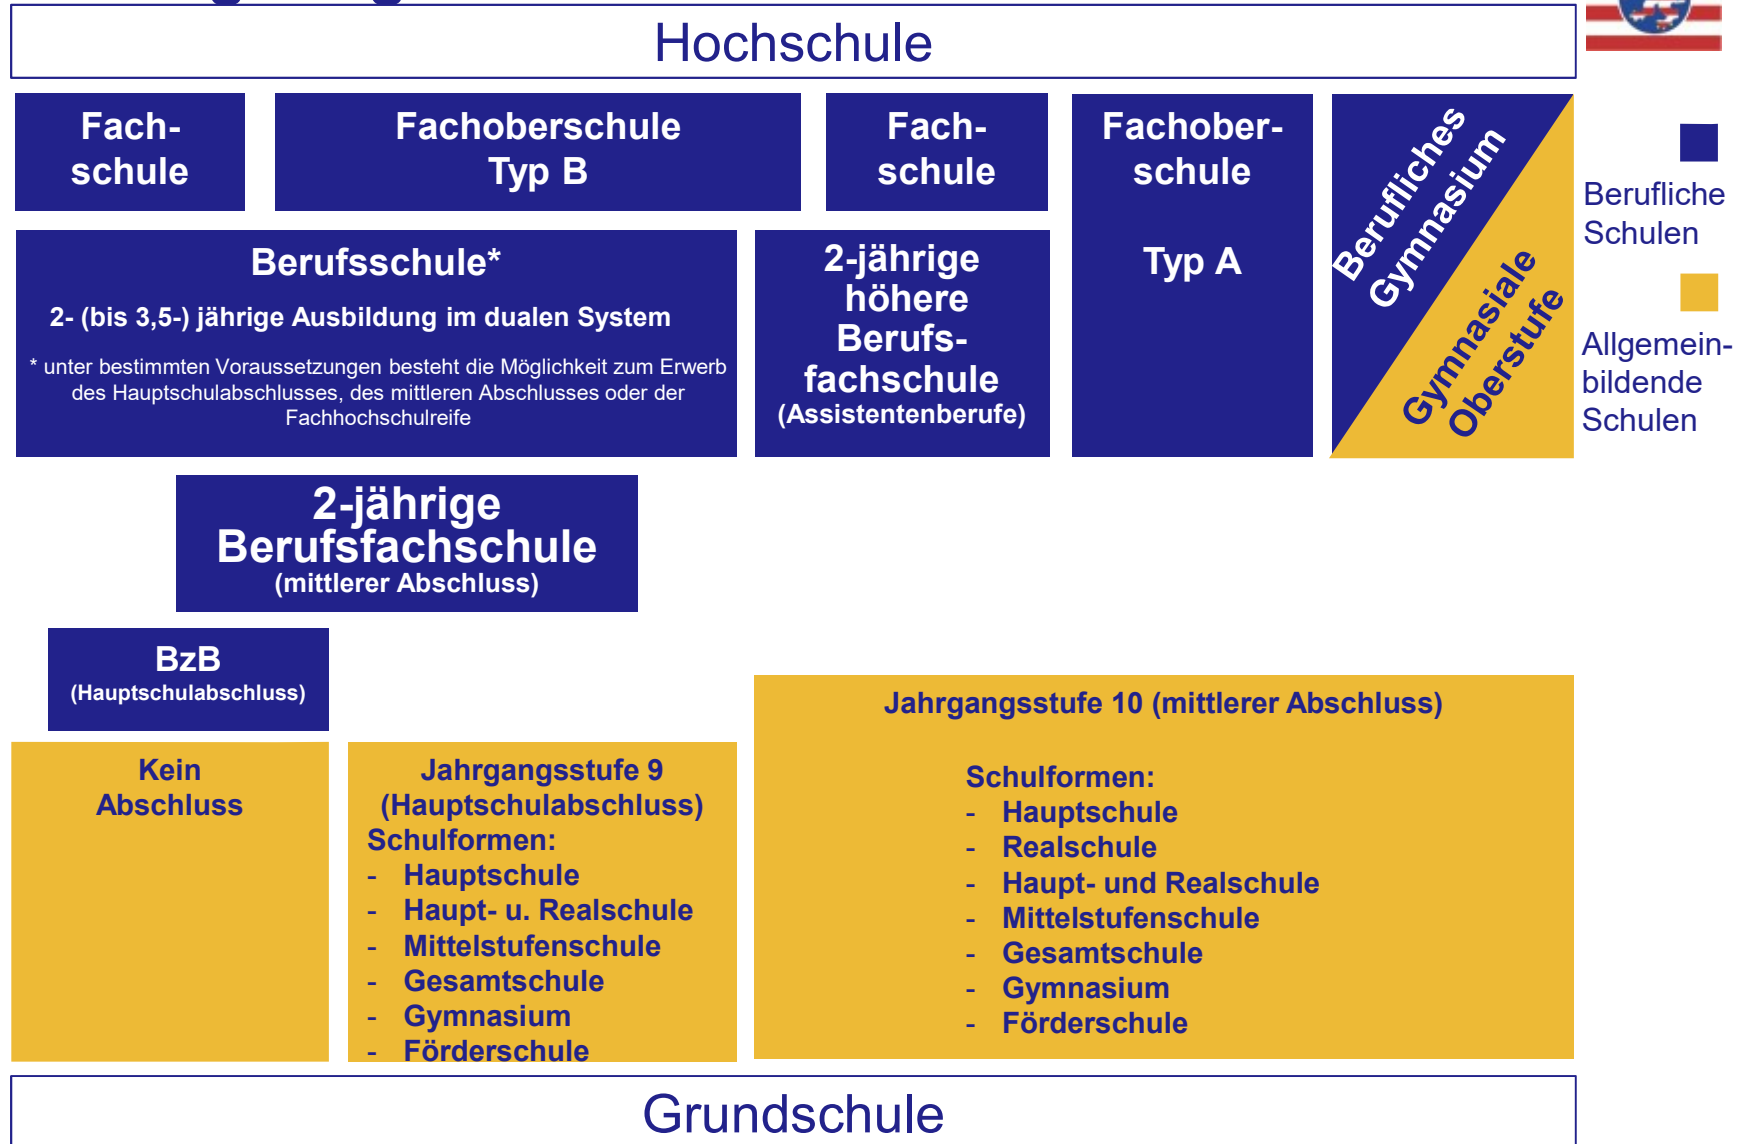 Hochschule
Fach-
schule
Fachoberschule
Typ B
Fach-
schule
Fachober-
schule
Typ A
Berufliches
Gymnasium
Gymnasiale
Oberstufe
Berufliche
Schulen
Allgemein-
bildende
Schulen
Berufsschule*
2- (bis 3,5-) jährige Ausbildung im dualen System
* unter bestimmten Voraussetzungen besteht die Möglichkeit zum Erwerb
des Hauptschulabschlusses, des mittleren Abschlusses oder der
Fachhochschulreife
2-jährige
höhere
Berufs-
fachschule
(Assistentenberufe)
2-jährige
Berufsfachschule
(mittlerer Abschluss)
BzB
(Hauptschulabschluss)
Kein
Abschluss
Jahrgangsstufe 9
(Hauptschulabschluss)
Schulformen:
- Hauptschule
- Haupt- u. Realschule
- Mittelstufenschule
- Gesamtschule
- Gymnasium
- Förderschule
Jahrgangsstufe 10 (mittlerer Abschluss)
Schulformen:
- Hauptschule
- Realschule
- Haupt- und Realschule
- Mittelstufenschule
- Gesamtschule
- Gymnasium
- Förderschule
Grundschule